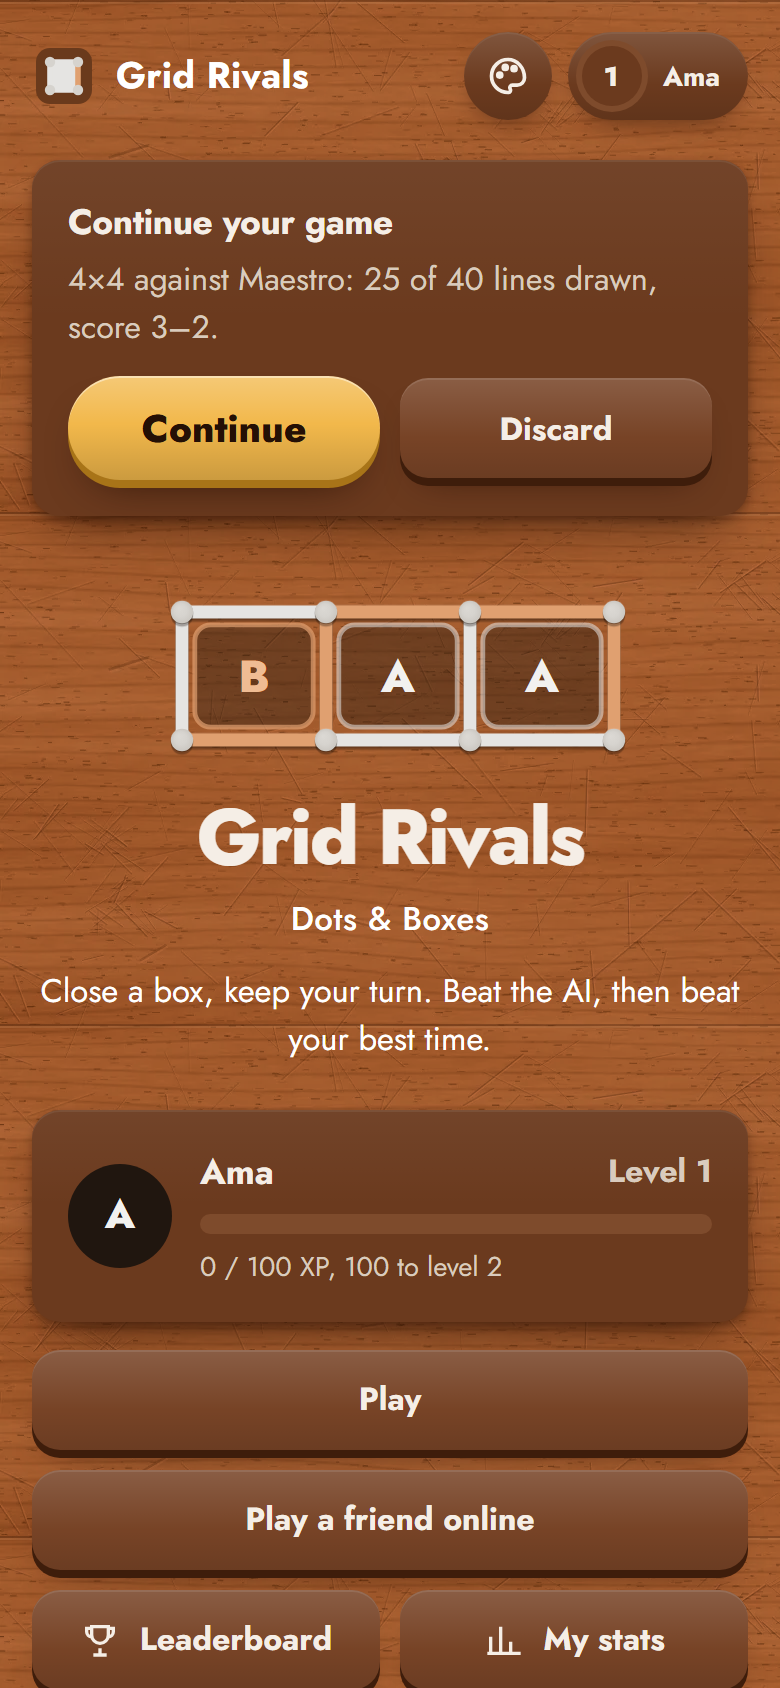 Grid Rivals
1
Ama
Continue your game
4×4 against Maestro: 25 of 40 lines drawn,
score 3–2.
Continue
Discard
B
A
A
Grid Rivals
Dots & Boxes
Close a box, keep your turn. Beat the AI, then beat
your best time.
A
Ama
Level 1
0 / 100 XP, 100 to level 2
Play
Play a friend online
Leaderboard
My stats